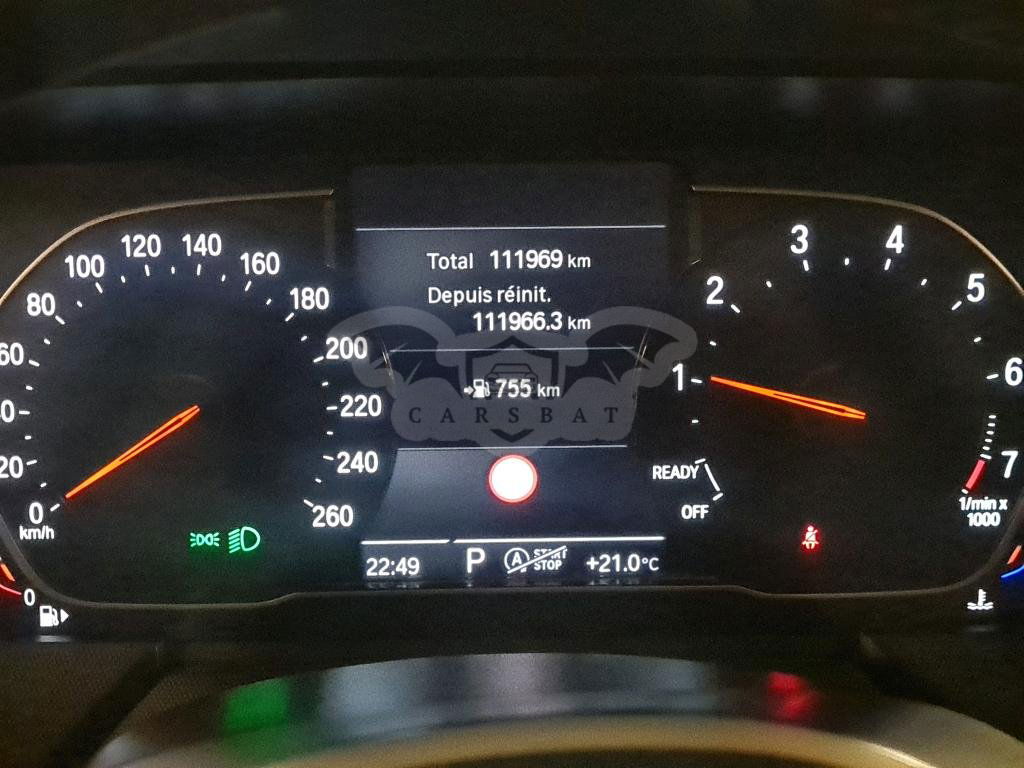 Total 111969 km
Depuis réinit.
111966.3 km
755 km
CARSBAT
20
80
100
120
140
160
180
200
220
240
260
0
km/h
1
2
3
4
5
6
7
1/min x
1000
READY
OFF
22:49 P A START STOP +21.0°C
0